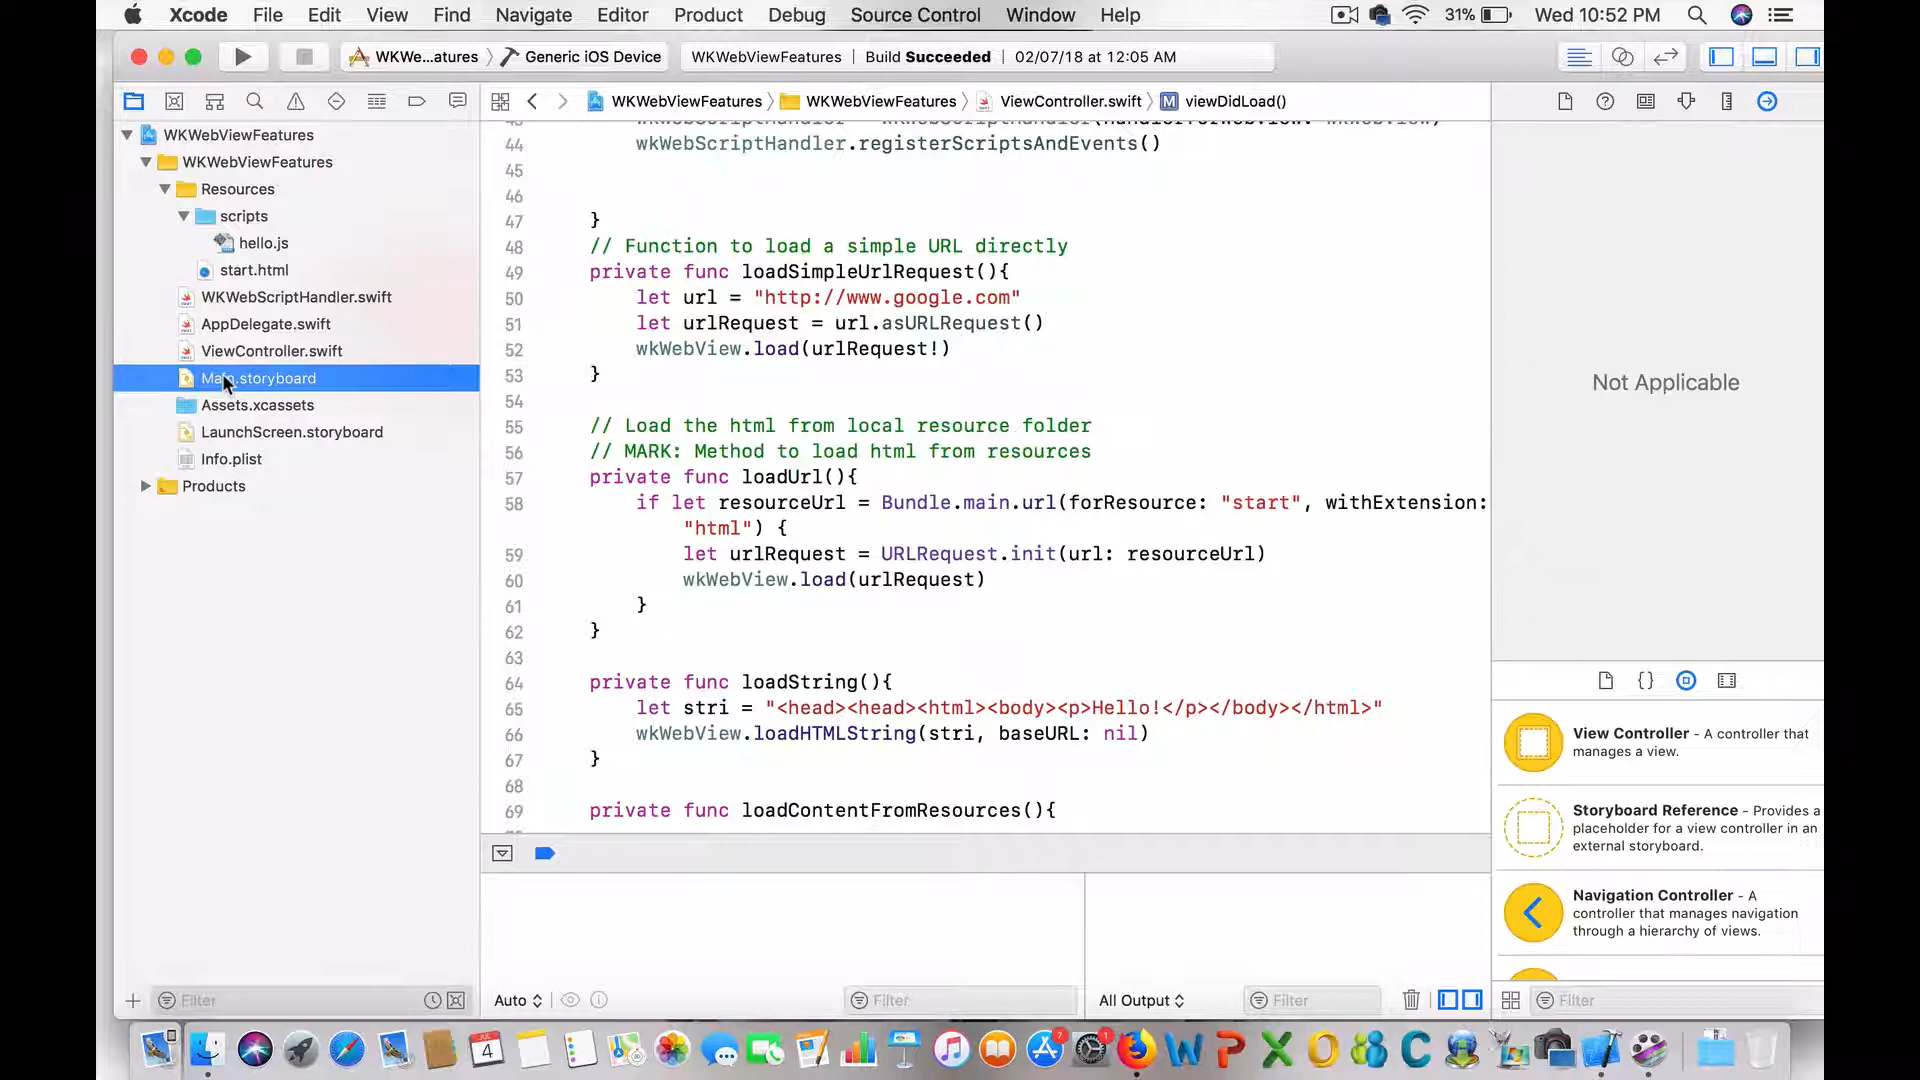 Xcode File Edit View Find Navigate Editor Product Debug Source Control Window Help 31% Wed 10:52 PM
WKWe...atures Generic iOS Device WKWebViewFeatures Build Succeeded 02/07/18 at 12:05 AM
WKWebViewFeatures WKWebViewFeatures ViewController.swift M viewDidLoad()
WKWebViewFeatures
WKWebViewFeatures
Resources
scripts
hello.js
start.html
WKWebScriptHandler.swift
AppDelegate.swift
ViewController.swift
Main.storyboard
Assets.xcassets
LaunchScreen.storyboard
Info.plist
Products
Filter
44 wkWebScriptHandler.registerScriptsAndEvents()
45
46
47 }
48 // Function to load a simple URL directly
49 private func loadSimpleUrlRequest(){
50 let url = "http://www.google.com"
51 let urlRequest = url.asURLRequest()
52 wkWebView.load(urlRequest!)
53 }
54
55 // Load the html from local resource folder
56 // MARK: Method to load html from resources
57 private func loadUrl(){
58 if let resourceUrl = Bundle.main.url(forResource: "start", withExtension:
"html") {
59 let urlRequest = URLRequest.init(url: resourceUrl)
60 wkWebView.load(urlRequest)
61 }
62 }
63
64 private func loadString(){
65 let stri = "<head><head><html><body><p>Hello!</p></body></html>"
66 wkWebView.loadHTMLString(stri, baseURL: nil)
67 }
68
69 private func loadContentFromResources(){
Auto Filter All Output Filter
Not Applicable
{}
View Controller - A controller that
manages a view.
Storyboard Reference - Provides a
placeholder for a view controller in an
external storyboard.
Navigation Controller - A
controller that manages navigation
through a hierarchy of views.
Filter
JUL
4
7
1